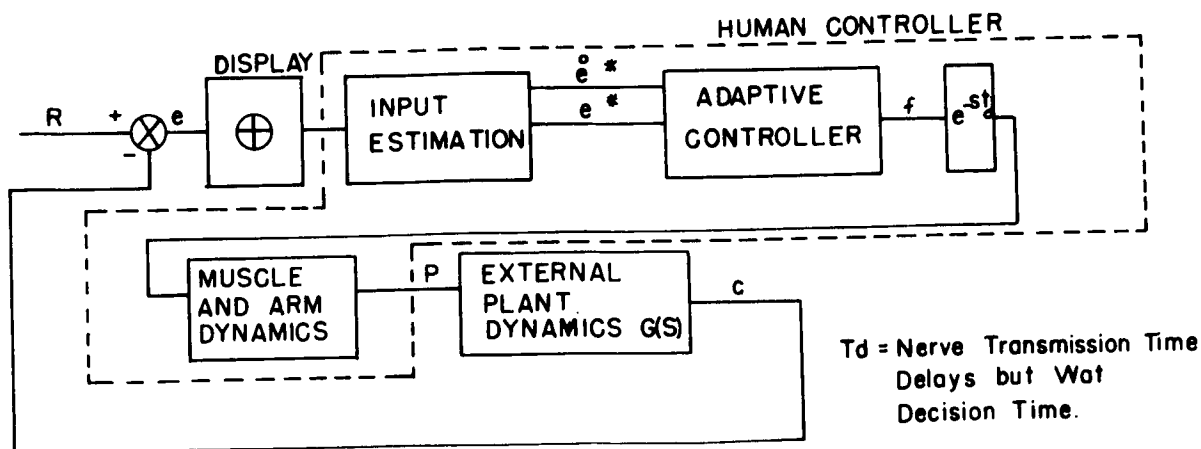 HUMAN CONTROLLER
DISPLAY
R + e
-
INPUT
ESTIMATION
e̊ *
e *
ADAPTIVE
CONTROLLER
f
e^-st_d
MUSCLE
AND ARM
DYNAMICS
P
EXTERNAL
PLANT
DYNAMICS G(S)
C
Td = Nerve Transmission Time
Delays but Wat
Decision Time.